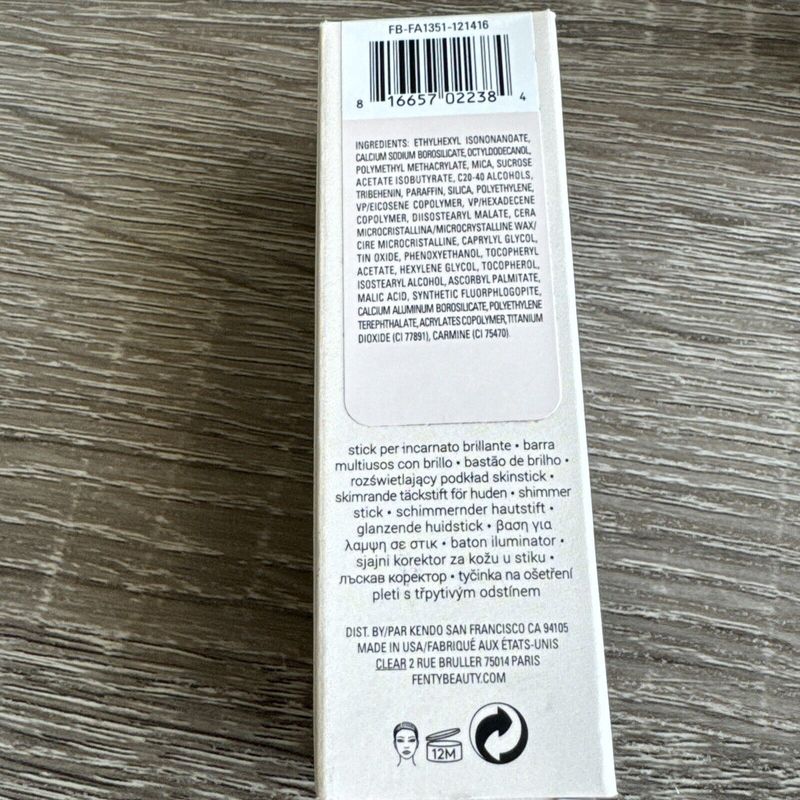 FB-FA1351-121416
8 16657 02238 4
INGREDIENTS: ETHYLHEXYL ISONONANOATE,
CALCIUM SODIUM BOROSILICATE, OCTYLDODECANOL,
POLYMETHYL METHACRYLATE, MICA, SUCROSE
ACETATE ISOBUTYRATE, C20-40 ALCOHOLS,
TRIBEHENIN, PARAFFIN, SILICA, POLYETHYLENE,
VP/EICOSENE COPOLYMER, VP/HEXADECENE
COPOLYMER, DIISOSTEARYL MALATE, CERA
MICROCRISTALLINA/MICROCRYSTALLINE WAX/
CIRE MICROCRISTALLINE, CAPRYLYL GLYCOL,
TIN OXIDE, PHENOXYETHANOL, TOCOPHERYL
ACETATE, HEXYLENE GLYCOL, TOCOPHEROL,
ISOSTEARYL ALCOHOL, ASCORBYL PALMITATE,
MALIC ACID, SYNTHETIC FLUORPHLOGOPITE,
CALCIUM ALUMINUM BOROSILICATE, POLYETHYLENE
TEREPHTHALATE, ACRYLATES COPOLYMER, TITANIUM
DIOXIDE (CI 77891), CARMINE (CI 75470).
stick per incarnato brillante • barra
multiusos con brillo • bastão de brilho •
rozświetlający podkład skinstick •
skimrande täckstift för huden • shimmer
stick • schimmernder hautstift •
glanzende huidstick • βαση για
λαμψη σε στικ • baton iluminator •
sjajni korektor za kožu u stiku •
лъскав коректор • tyčinka na ošetření
pleti s třpytivým odstínem
DIST. BY/PAR KENDO SAN FRANCISCO CA 94105
MADE IN USA/FABRIQUÉ AUX ÉTATS-UNIS
CLEAR 2 RUE BRULLER 75014 PARIS
FENTYBEAUTY.COM
12M